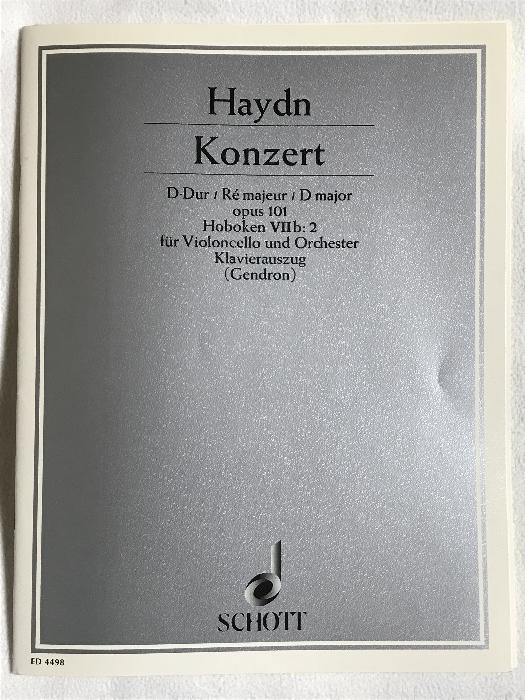 Haydn
Konzert
D-Dur / Ré majeur / D major
opus 101
Hoboken VIIb: 2
für Violoncello und Orchester
Klavierauszug
(Gendron)
SCHOTT
ED 4498